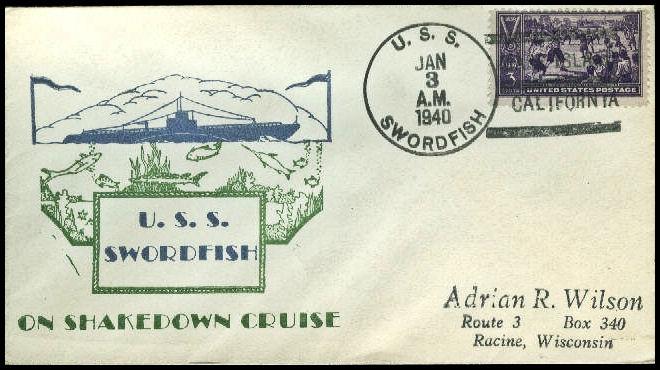 U. S. S.
JAN
3
A.M.
1940
SWORDFISH
UNITED STATES POSTAGE
CALIFORNIA
U. S. S.
SWORDFISH
ON SHAKEDOWN CRUISE
Adrian R. Wilson
Route 3 Box 340
Racine, Wisconsin